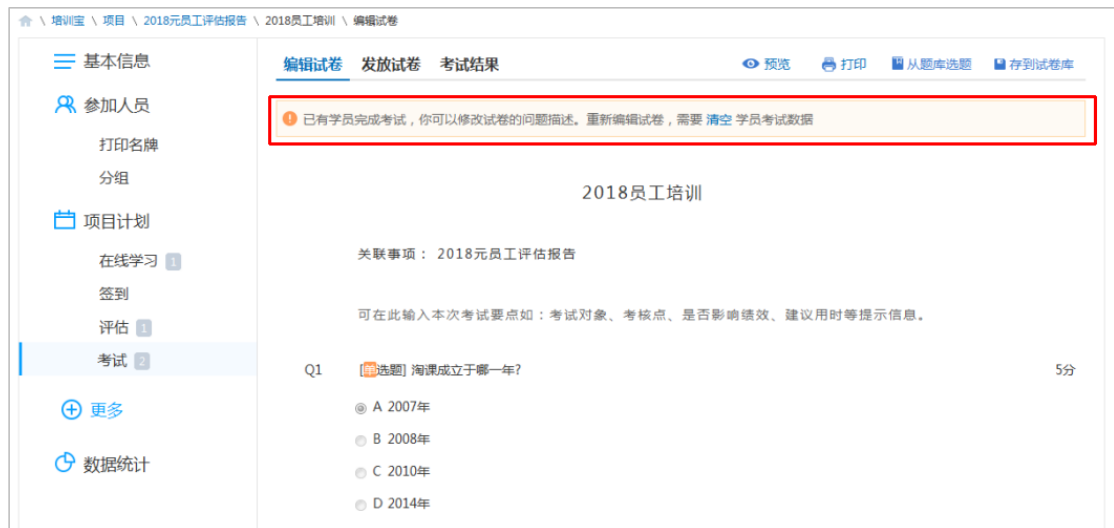 \ 培训宝 \ 项目 \ 2018元员工评估报告 \ 2018员工培训 \ 编辑试卷
基本信息
参加人员
打印名牌
分组
项目计划
在线学习 1
签到
评估 1
考试 2
更多
数据统计
编辑试卷 发放试卷 考试结果 预览 打印 从题库选题 存到试卷库
已有学员完成考试，你可以修改试卷的问题描述。重新编辑试卷，需要 清空 学员考试数据
2018员工培训
关联事项： 2018元员工评估报告
可在此输入本次考试要点如：考试对象、考核点、是否影响绩效、建议用时等提示信息。
Q1 [单选题] 淘课成立于哪一年? 5分
A 2007年
B 2008年
C 2010年
D 2014年